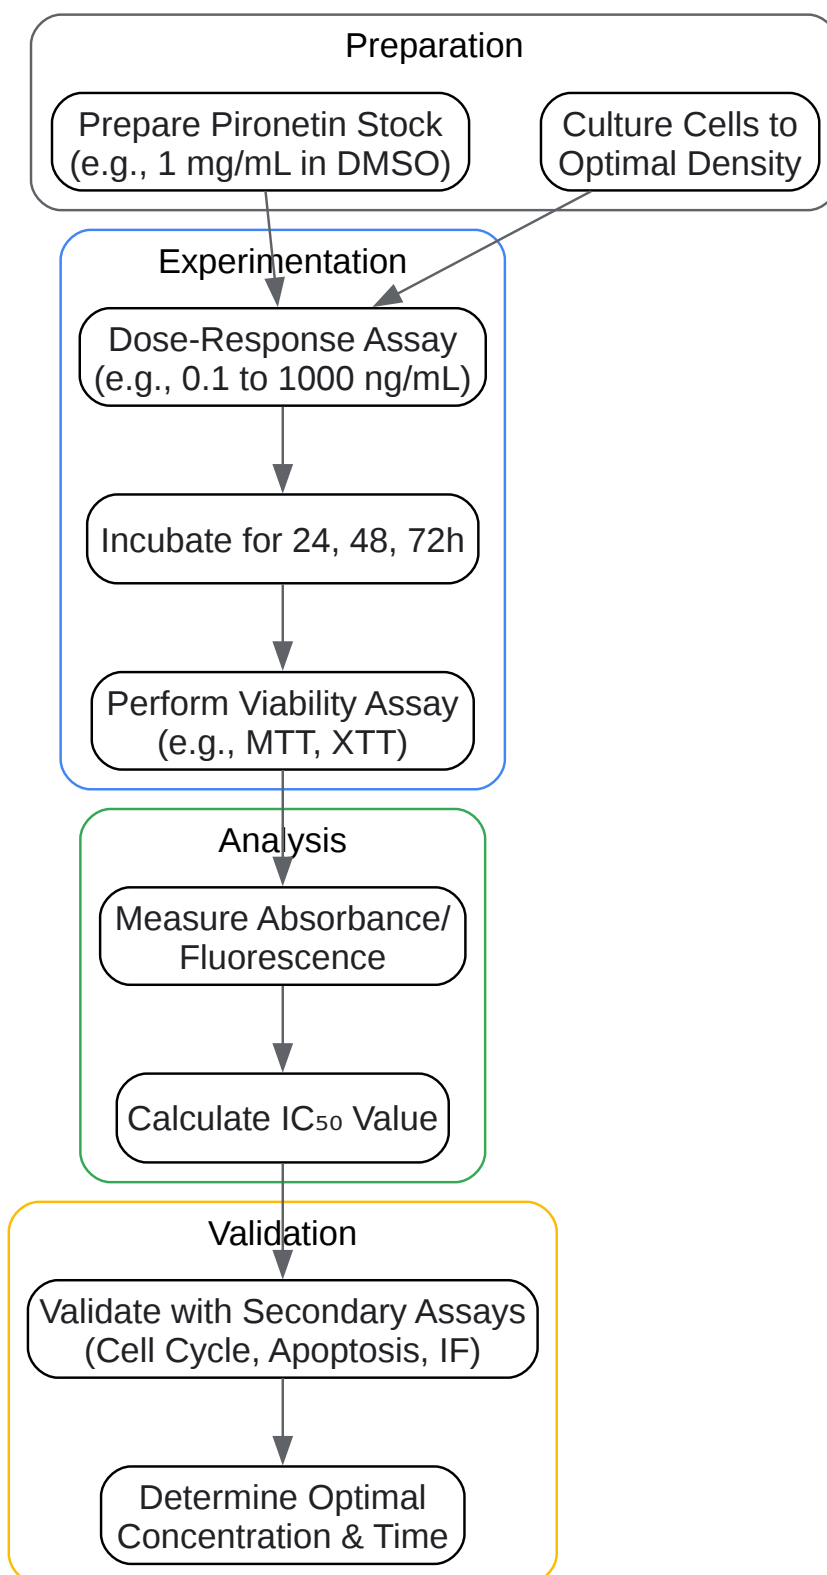 Preparation
Prepare Pironetin Stock
(e.g., 1 mg/mL in DMSO)
Culture Cells to
Optimal Density
Experimentation
Dose-Response Assay
(e.g., 0.1 to 1000 ng/mL)
Incubate for 24, 48, 72h
Perform Viability Assay
(e.g., MTT, XTT)
Analysis
Measure Absorbance/
Fluorescence
Calculate IC₅₀ Value
Validation
Validate with Secondary Assays
(Cell Cycle, Apoptosis, IF)
Determine Optimal
Concentration & Time